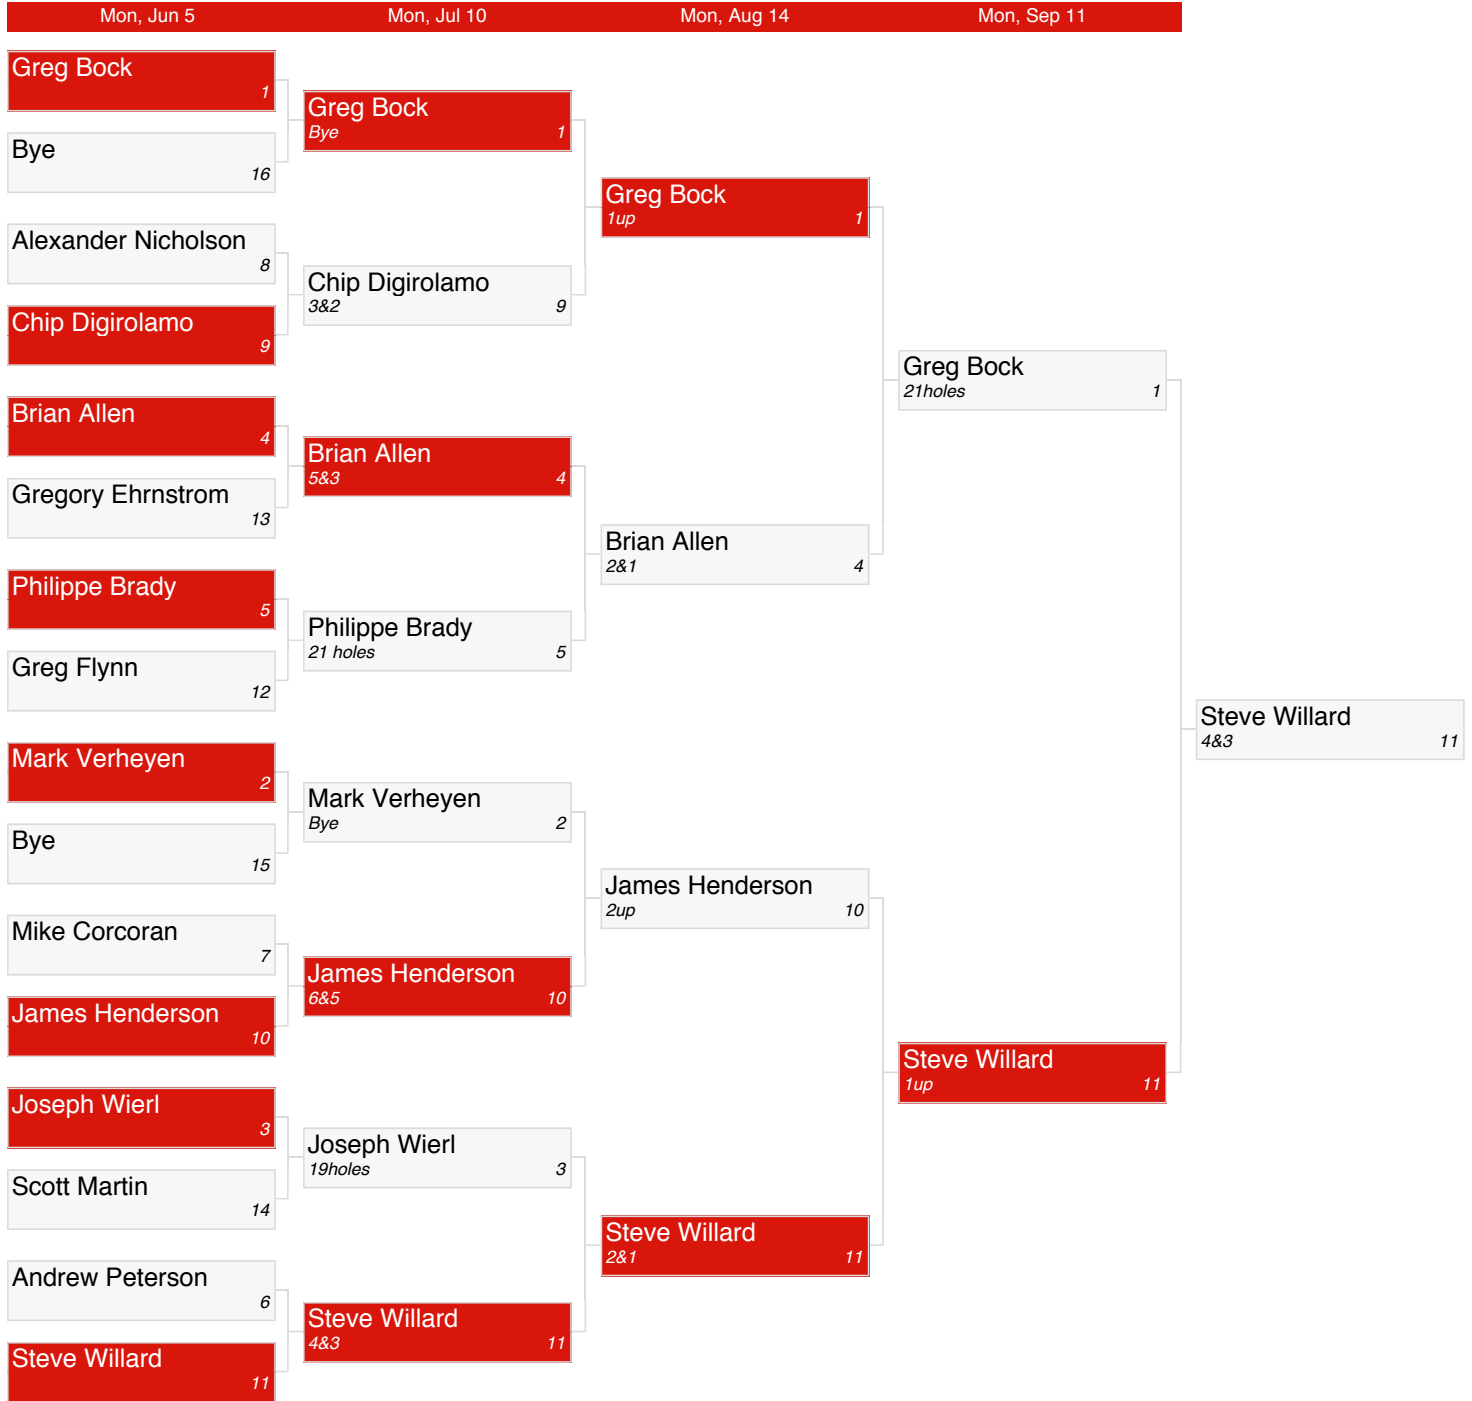 Mon, Jun 5
Mon, Jul 10
Mon, Aug 14
Mon, Sep 11
Greg Bock
1
Bye
16
Alexander Nicholson
8
Chip Digirolamo
9
Brian Allen
4
Gregory Ehrnstrom
13
Philippe Brady
5
Greg Flynn
12
Mark Verheyen
2
Bye
15
Mike Corcoran
7
James Henderson
10
Joseph Wierl
3
Scott Martin
14
Andrew Peterson
6
Steve Willard
11
Greg Bock
Bye 1
Chip Digirolamo
3&2 9
Brian Allen
5&3 4
Philippe Brady
21 holes 5
Mark Verheyen
Bye 2
James Henderson
6&5 10
Joseph Wierl
19holes 3
Steve Willard
4&3 11
Greg Bock
1up 1
Brian Allen
2&1 4
James Henderson
2up 10
Steve Willard
2&1 11
Greg Bock
21holes 1
Steve Willard
1up 11
Steve Willard
4&3 11